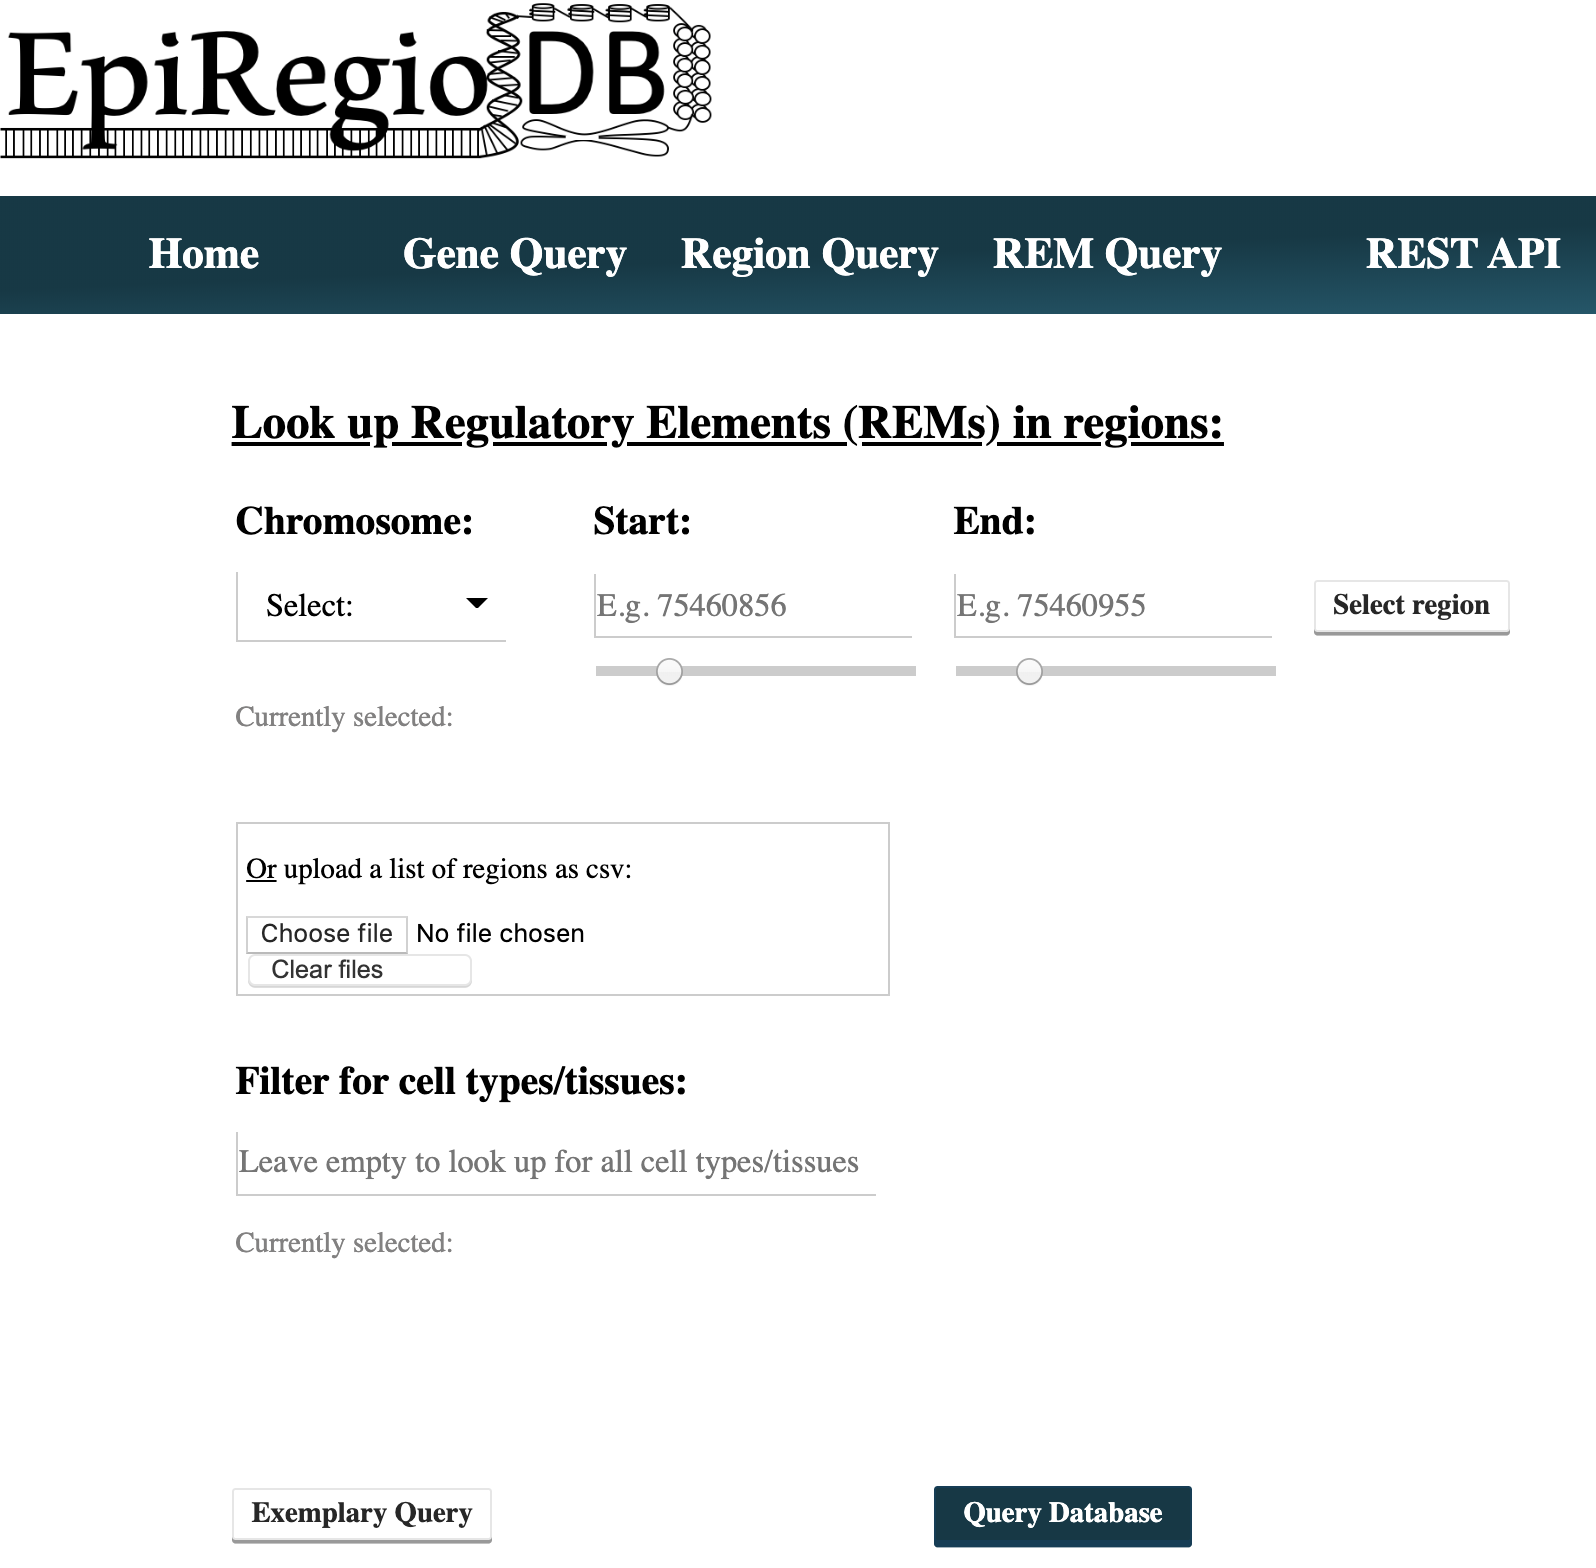 EpiRegio DB
Home Gene Query Region Query REM Query REST API
Look up Regulatory Elements (REMs) in regions:
Chromosome: Start: End:
Select: E.g. 75460856 E.g. 75460955 Select region
Currently selected:
Or upload a list of regions as csv:
Choose file No file chosen
Clear files
Filter for cell types/tissues:
Leave empty to look up for all cell types/tissues
Currently selected:
Exemplary Query Query Database